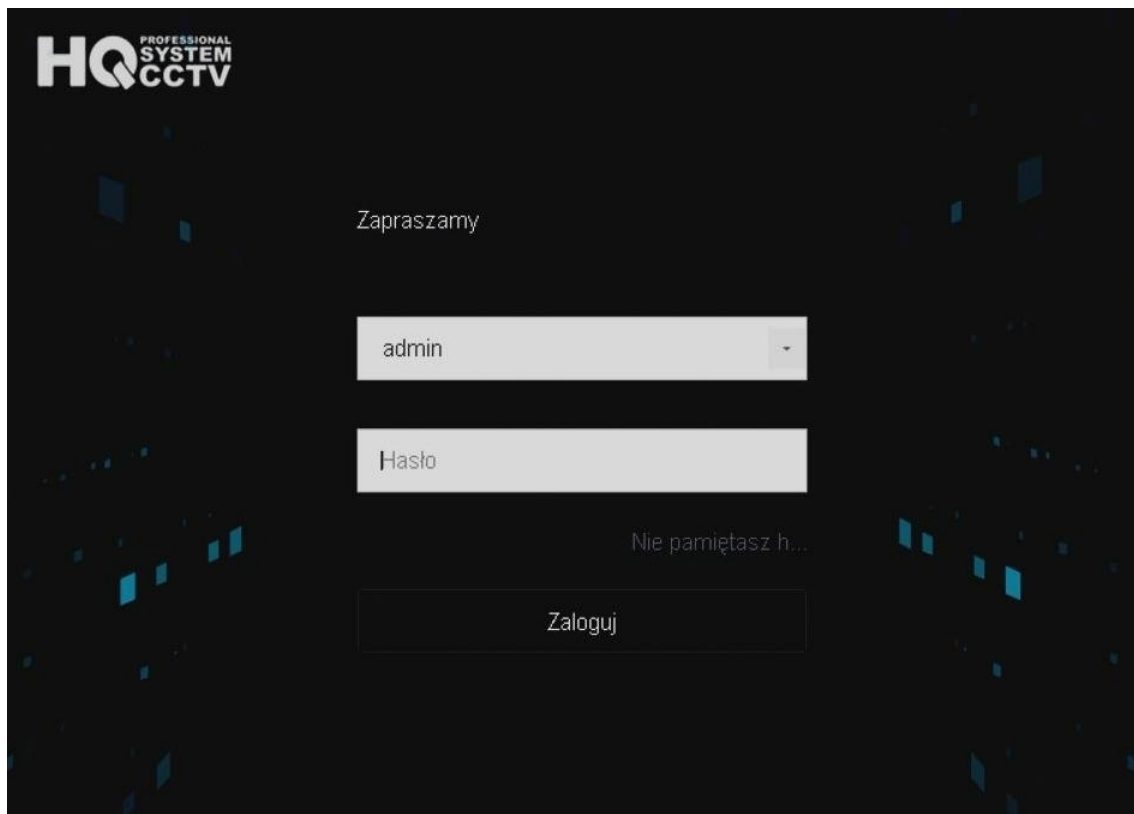 HQ PROFESSIONAL
SYSTEM
CCTV
Zapraszamy
admin
Hasło
Nie pamiętasz h...
Zaloguj